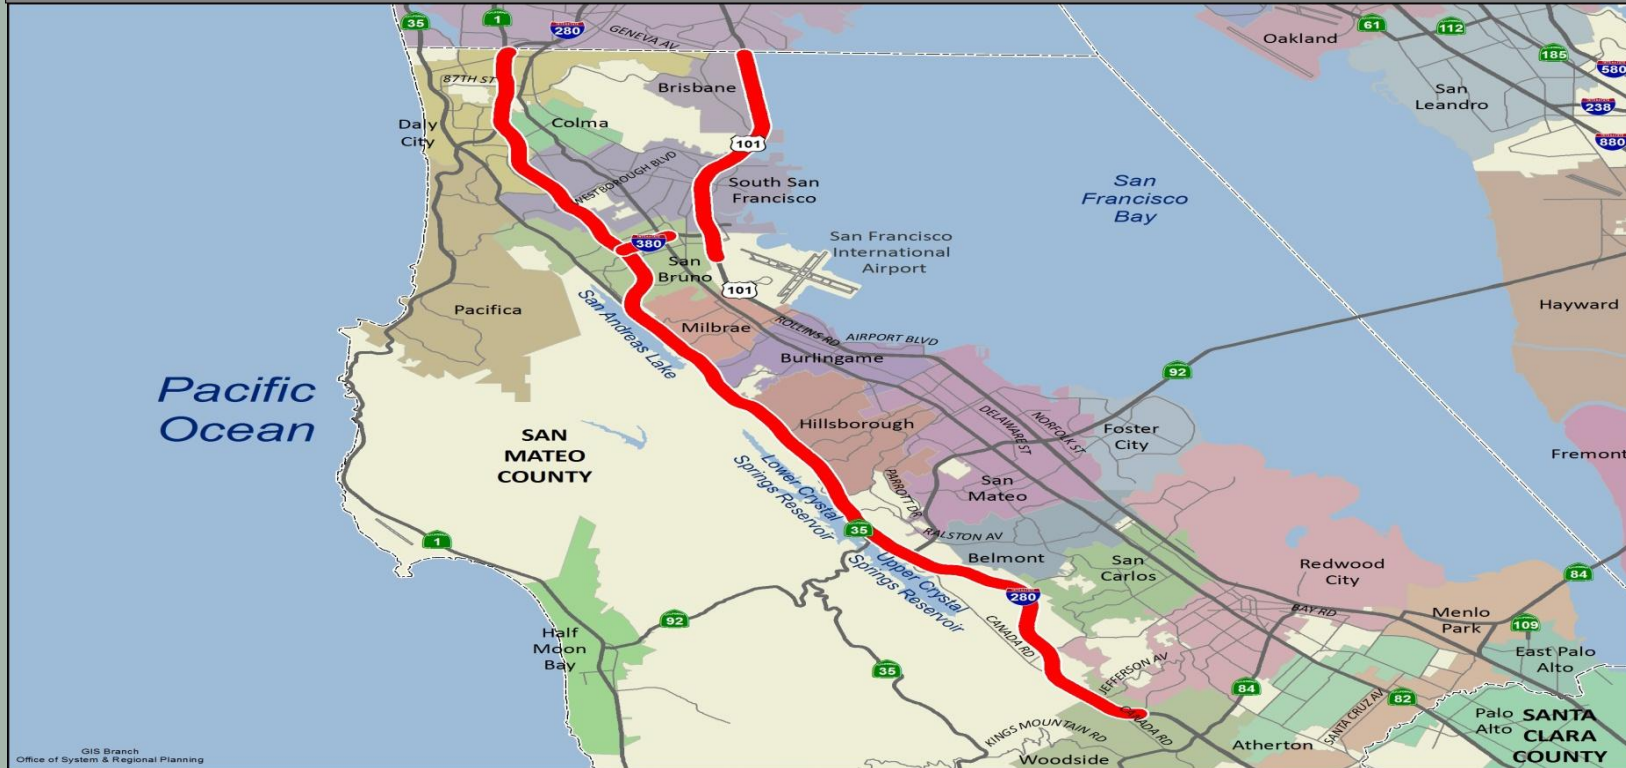 35
1
280
GENEVA AV
Oakland
61
112
185
580
87TH ST
Brisbane
San
Leandro
238
Daly
City
Colma
101
880
WESTBOROUGH BLVD
South San
Francisco
San
Francisco
Bay
380
San
Bruno
San Francisco
International
Airport
101
Pacifica
San Andreas Lake
Milbrae
ROLLINS RD
AIRPORT BLVD
Hayward
Burlingame
92
Pacific
Ocean
Hillsborough
DELAWARE ST
NORFOLK ST
Foster
City
SAN
MATEO
COUNTY
Fremont
Lower Crystal
Springs Reservoir
PARROTT DR
San
Mateo
35
1
RALSTON AV
Belmont
San
Carlos
Redwood
City
84
Upper Crystal
Springs Reservoir
280
92
Half
Moon
Bay
CANADA RD
BAY RD
Menlo
Park
109
East Palo
Alto
35
JEFFERSON AV
84
82
SANTA CRUZ AV
CANADA RD
KINGS MOUNTAIN RD
Woodside
Atherton
Palo
Alto
SANTA
CLARA
COUNTY
GIS Branch
Office of System & Regional Planning